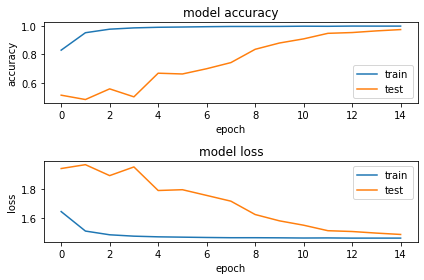 model accuracy
1.0
0.8
0.6
accuracy
train
test
0 2 4 6 8 10 12 14
epoch
model loss
1.8
1.6
loss
train
test
0 2 4 6 8 10 12 14
epoch